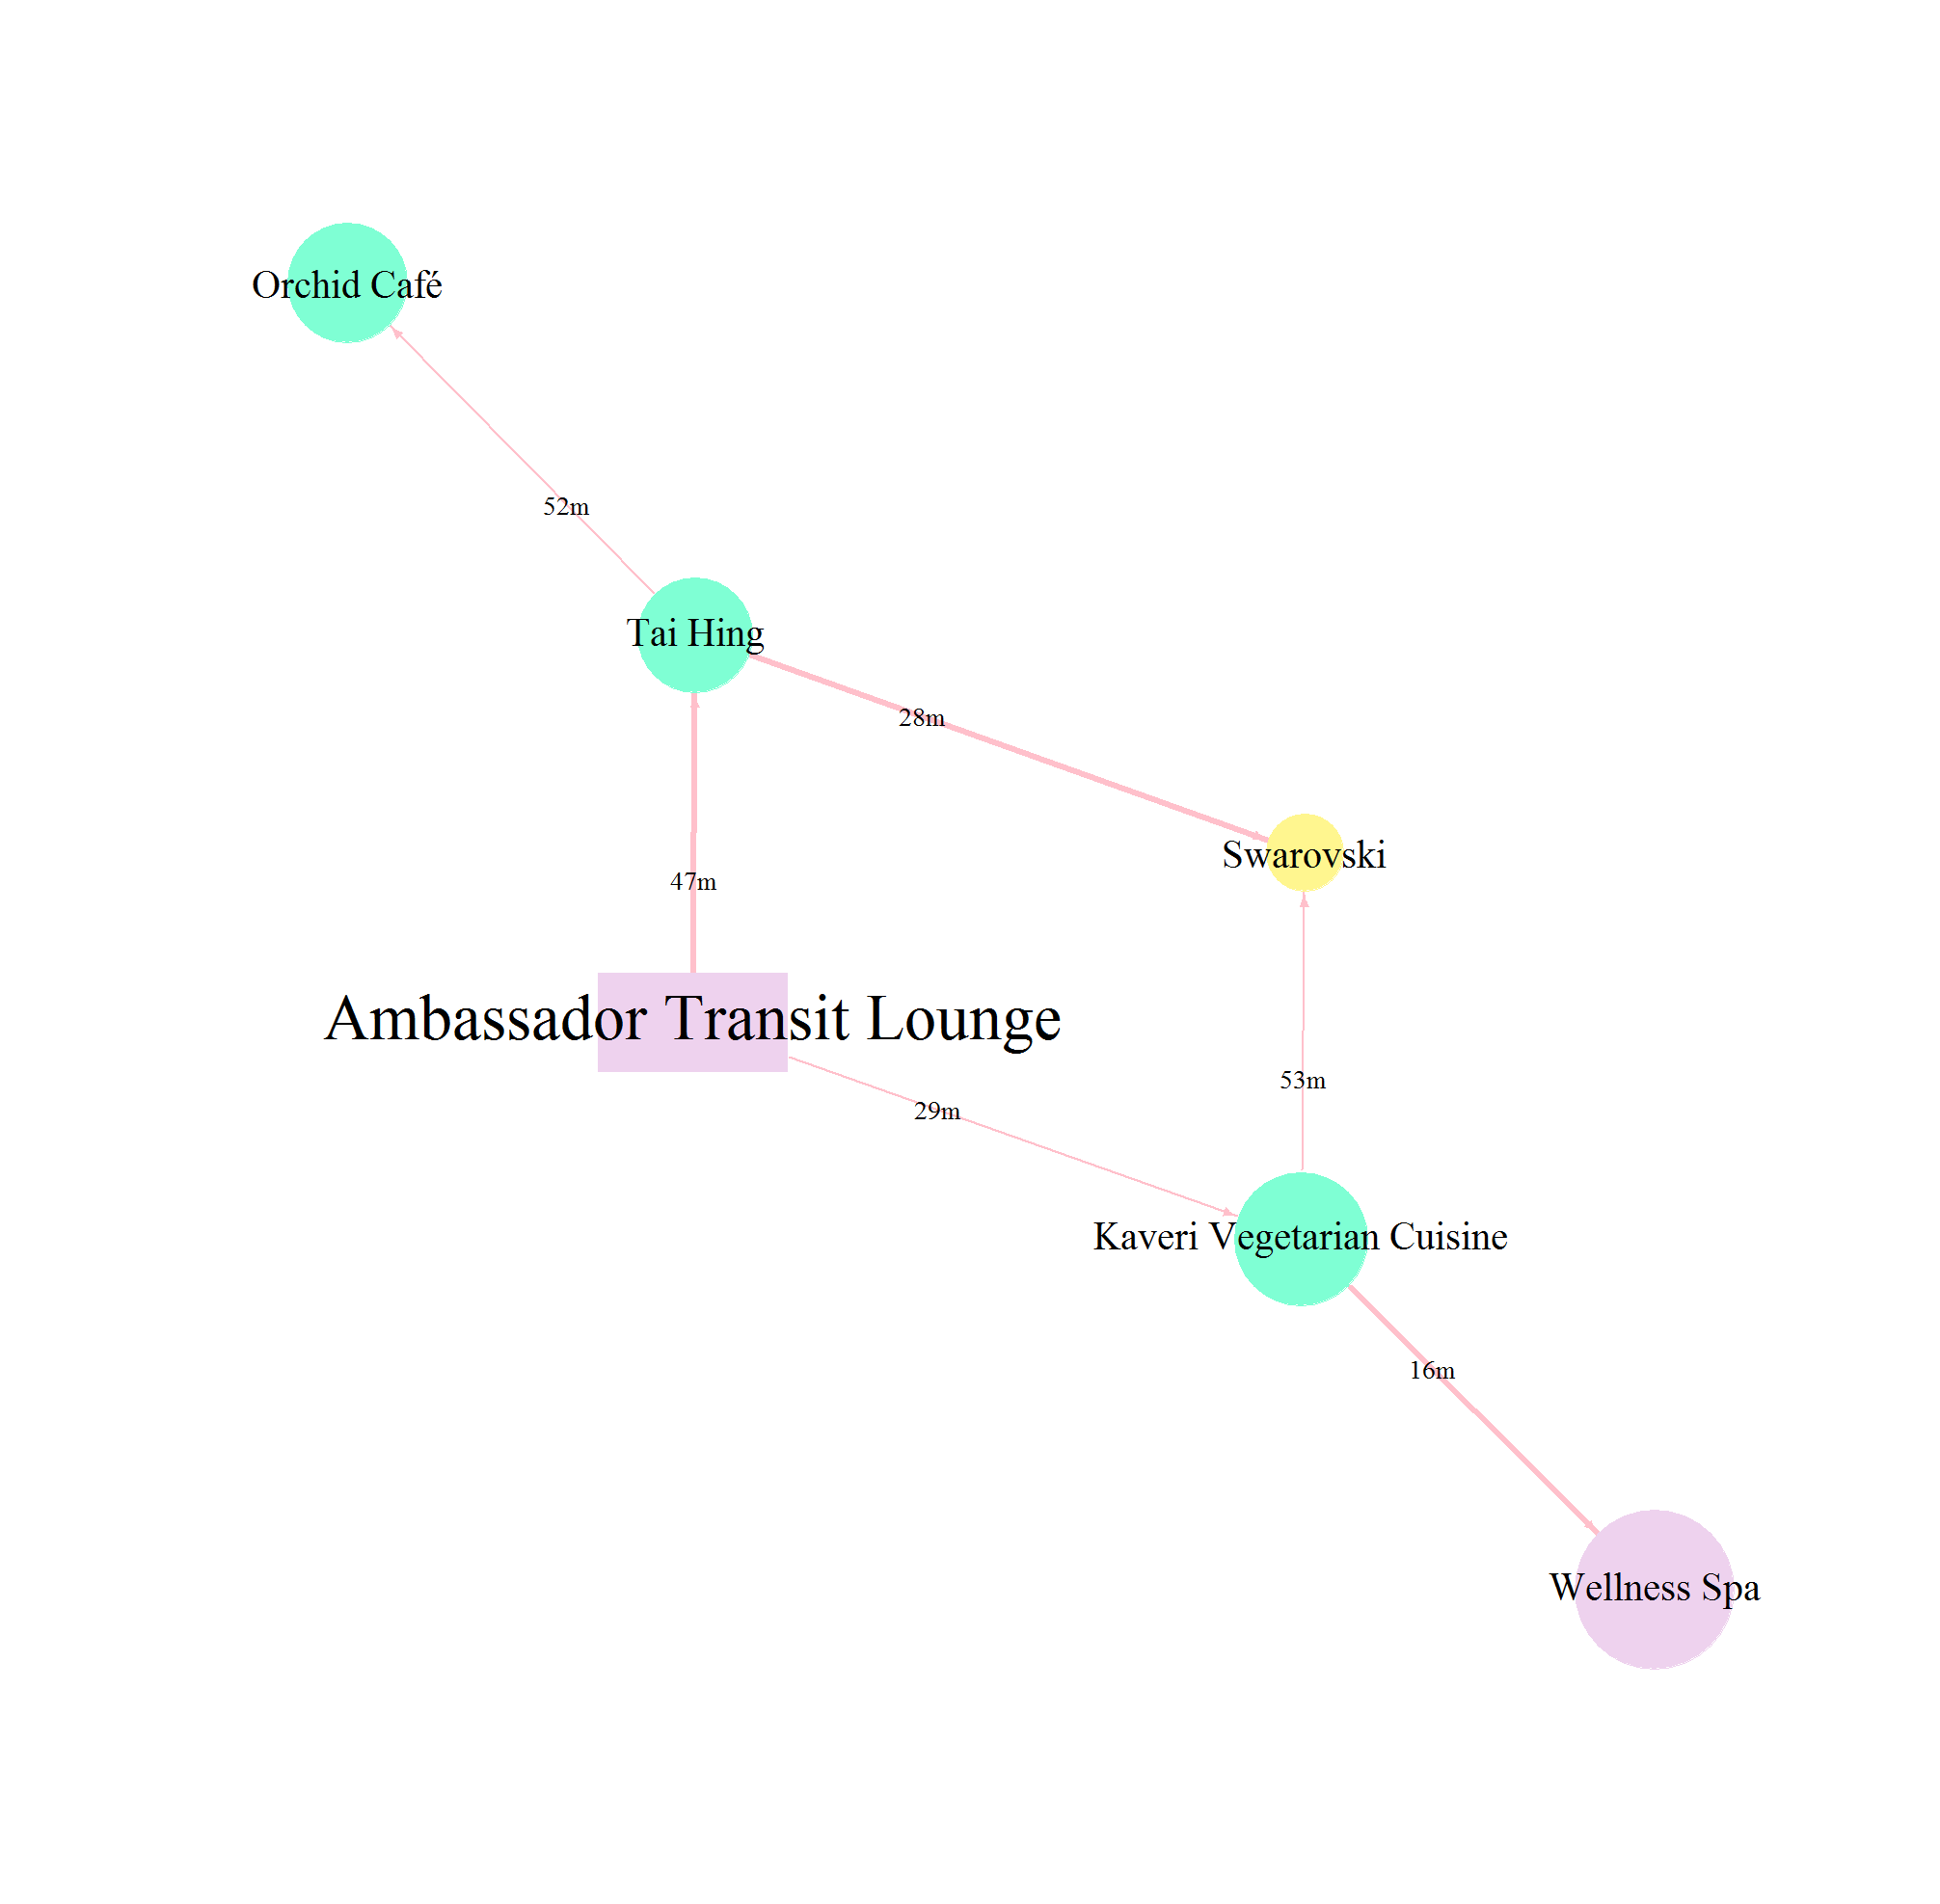 Orchid Café
52m
Tai Hing
28m
Swarovski
47m
Ambassador Transit Lounge
53m
29m
Kaveri Vegetarian Cuisine
16m
Wellness Spa